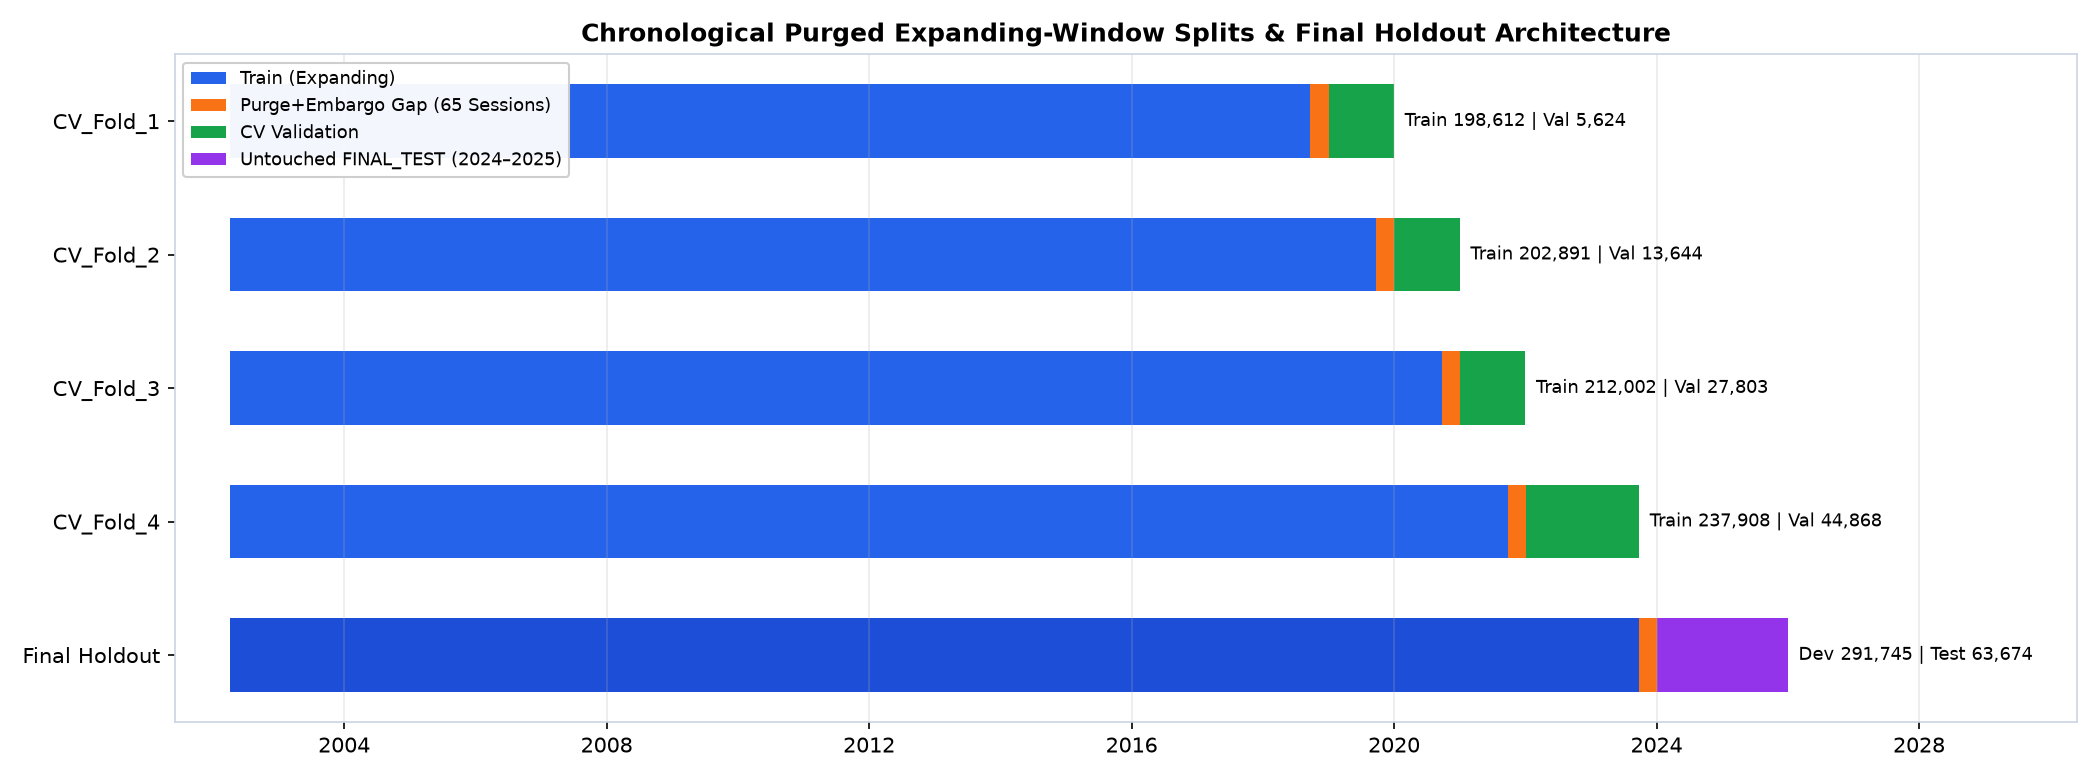 Chronological Purged Expanding-Window Splits & Final Holdout Architecture
Train (Expanding)
Purge+Embargo Gap (65 Sessions)
CV Validation
Untouched FINAL_TEST (2024–2025)
CV_Fold_1
Train 198,612 | Val 5,624
CV_Fold_2
Train 202,891 | Val 13,644
CV_Fold_3
Train 212,002 | Val 27,803
CV_Fold_4
Train 237,908 | Val 44,868
Final Holdout
Dev 291,745 | Test 63,674
2004 2008 2012 2016 2020 2024 2028